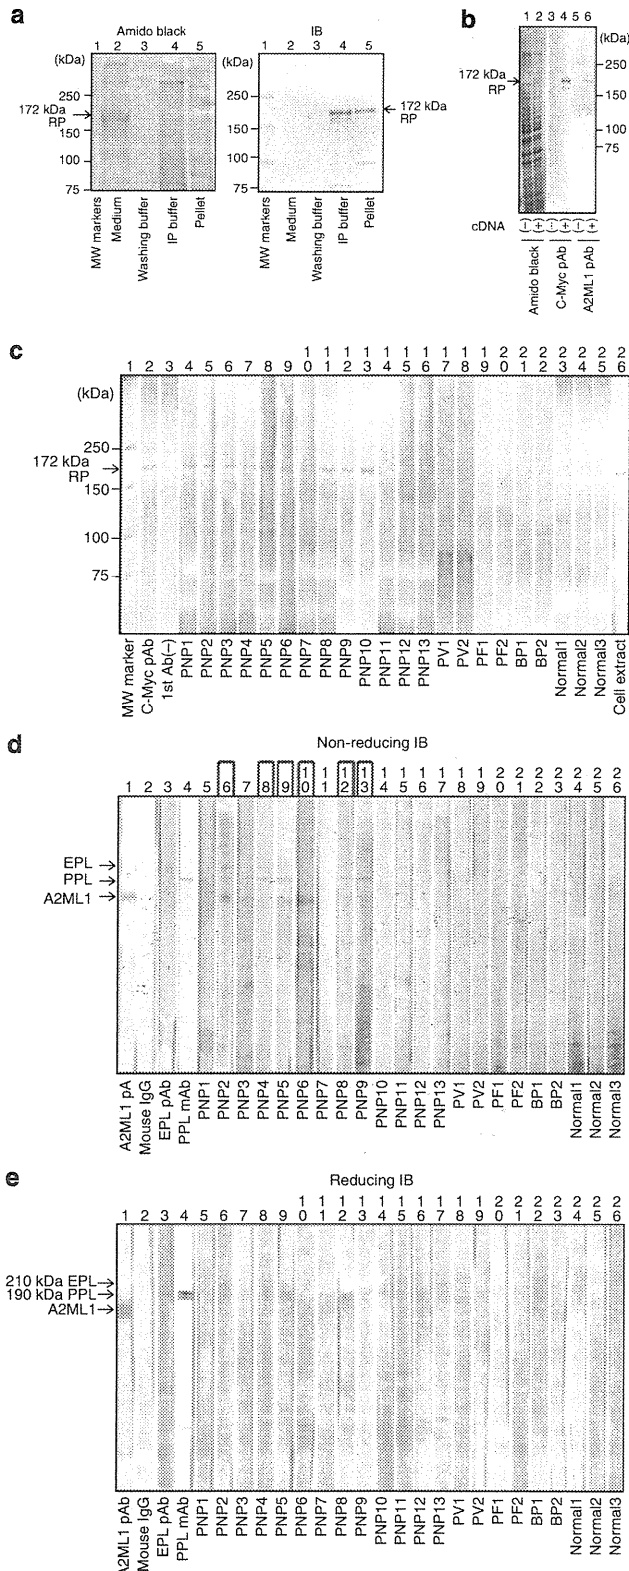 a
Amido black
1 2 3 4 5
(kDa)
250
172 kDa
RP
150
100
75
MW markers
Medium
Washing buffer
IP buffer
Pellet
IB
1 2 3 4 5
(kDa)
250
172 kDa
RP
150
100
75
MW markers
Medium
Washing buffer
IP buffer
Pellet
b
1 2 3 4 5 6
(kDa)
250
172 kDa
RP
150
100
75
cDNA (−) (+) (−) (+) (−) (+)
Amido black
C-Myc pAb
A2ML1 pAb
c
1 2 3 4 5 6 7 8 9 10 11 12 13 14 15 16 17 18 19 20 21 22 23 24 25 26
(kDa)
250
172 kDa
RP
150
100
75
MW marker
C-Myc pAb
1st Ab(−)
PNP1
PNP2
PNP3
PNP4
PNP5
PNP6
PNP7
PNP8
PNP9
PNP10
PNP11
PNP12
PNP13
PV1
PV2
PF1
PF2
BP1
BP2
Normal1
Normal2
Normal3
Cell extract
d
Non-reducing IB
1 2 3 4 5 6 7 8 9 10 11 12 13 14 15 16 17 18 19 20 21 22 23 24 25 26
EPL
PPL
A2ML1
A2ML1 pA
Mouse IgG
EPL pAb
PPL mAb
PNP1
PNP2
PNP3
PNP4
PNP5
PNP6
PNP7
PNP8
PNP9
PNP10
PNP11
PNP12
PNP13
PV1
PV2
PF1
PF2
BP1
BP2
Normal1
Normal2
Normal3
e
Reducing IB
1 2 3 4 5 6 7 8 9 10 11 12 13 14 15 16 17 18 19 20 21 22 23 24 25 26
210 kDa EPL
190 kDa PPL
A2ML1
A2ML1 pAb
Mouse IgG
EPL pAb
PPL mAb
PNP1
PNP2
PNP3
PNP4
PNP5
PNP6
PNP7
PNP8
PNP9
PNP10
PNP11
PNP12
PNP13
PV1
PV2
PF1
PF2
BP1
BP2
Normal1
Normal2
Normal3